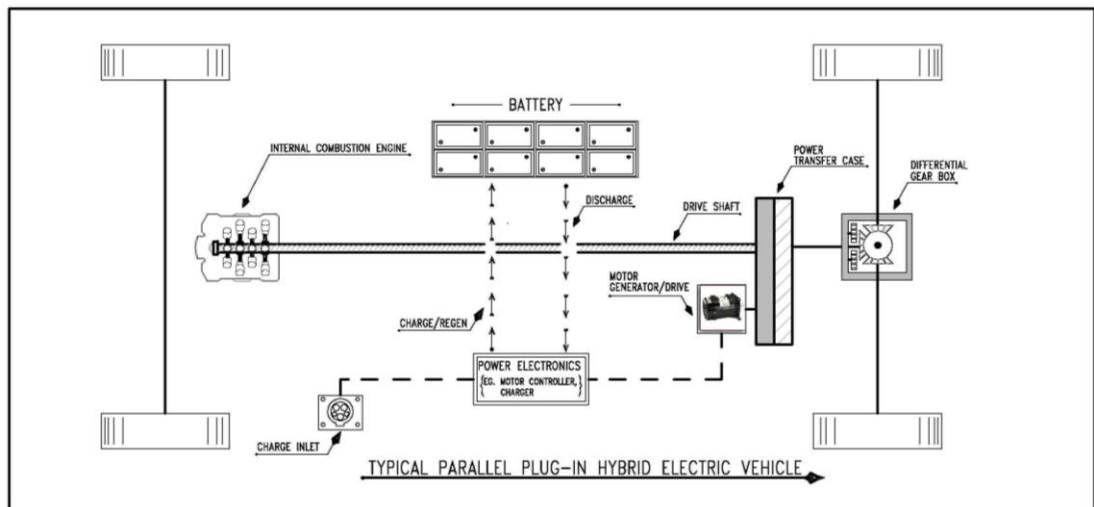 BATTERY
INTERNAL COMBUSTION ENGINE
POWER
TRANSFER CASE
DIFFERENTIAL
GEAR BOX
DISCHARGE
DRIVE SHAFT
MOTOR
GENERATOR/DRIVE
CHARGE/REGEN
POWER ELECTRONICS
EG. MOTOR CONTROLLER,
CHARGER
CHARGE INLET
TYPICAL PARALLEL PLUG-IN HYBRID ELECTRIC VEHICLE